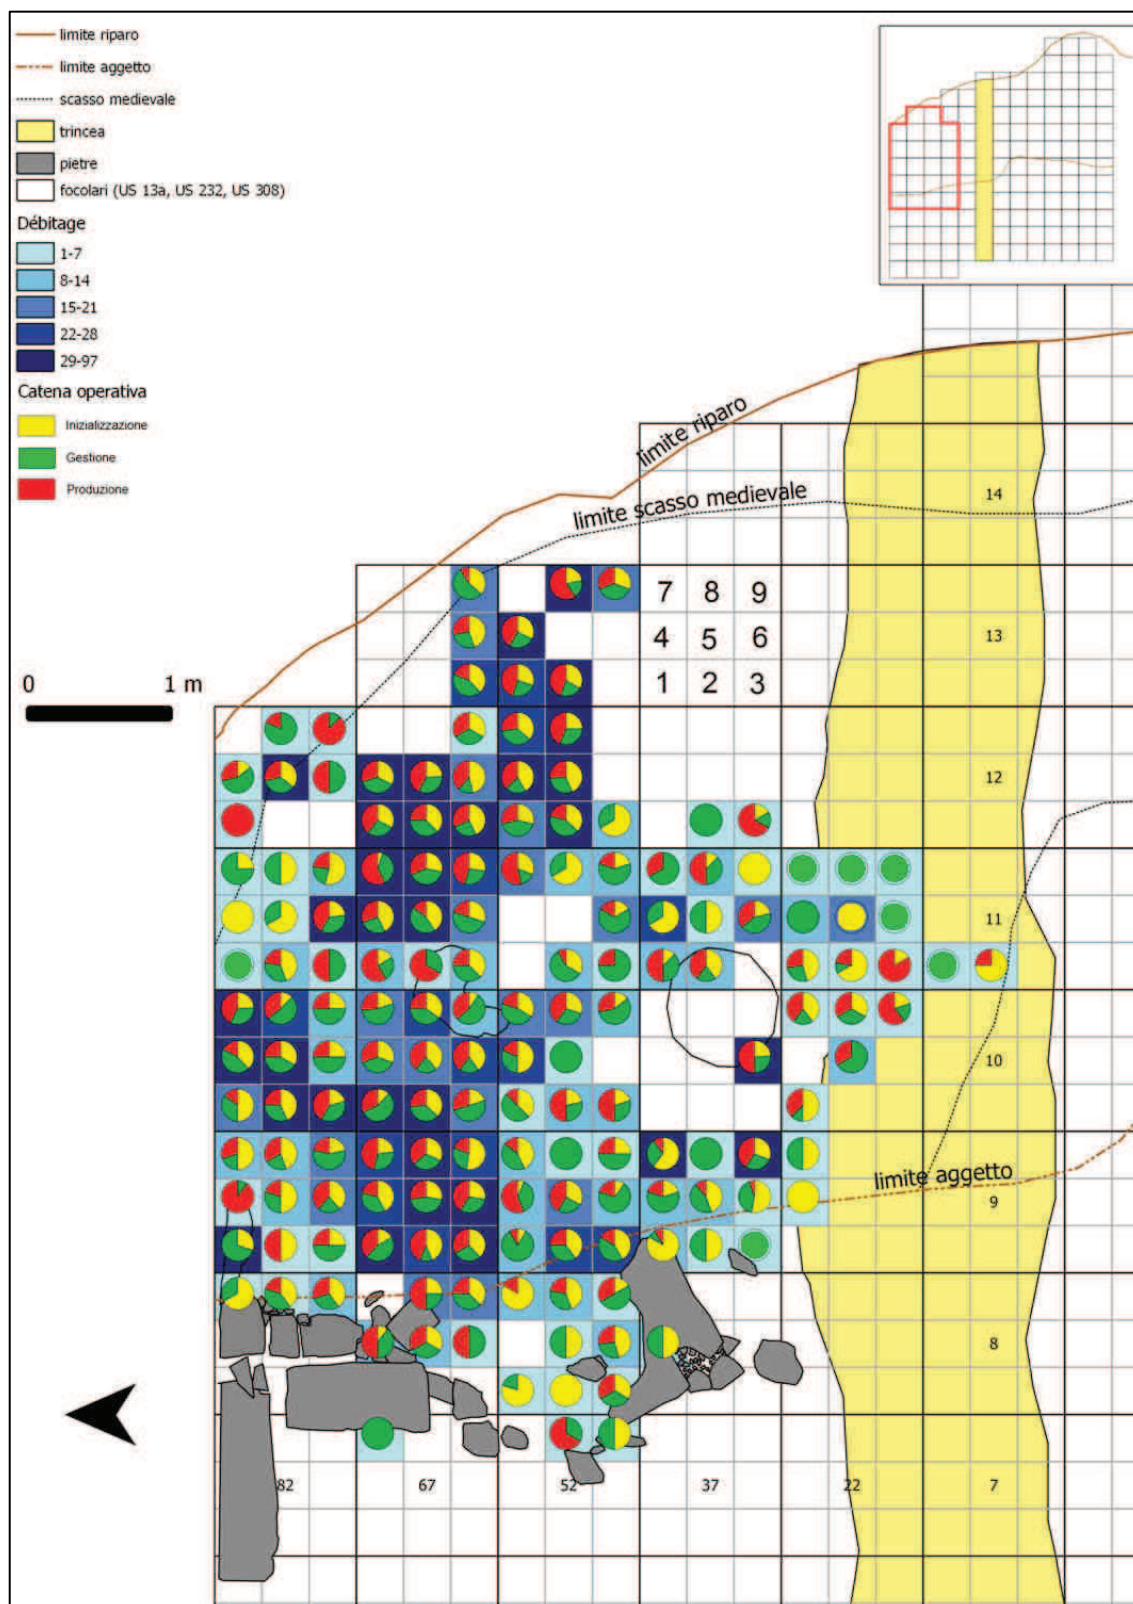 limite riparo
limite aggetto
scasso medievale
trincea
pietre
focolari (US 13a, US 232, US 308)
Débitage
1-7
8-14
15-21
22-28
29-97
Catena operativa
Inizializzazione
Gestione
Produzione
limite riparo
limite scasso medievale
14
7 8 9
4 5 6
13
1 2 3
0 1 m
12
11
10
limite aggetto
9
8
82 67 52 37 22 7